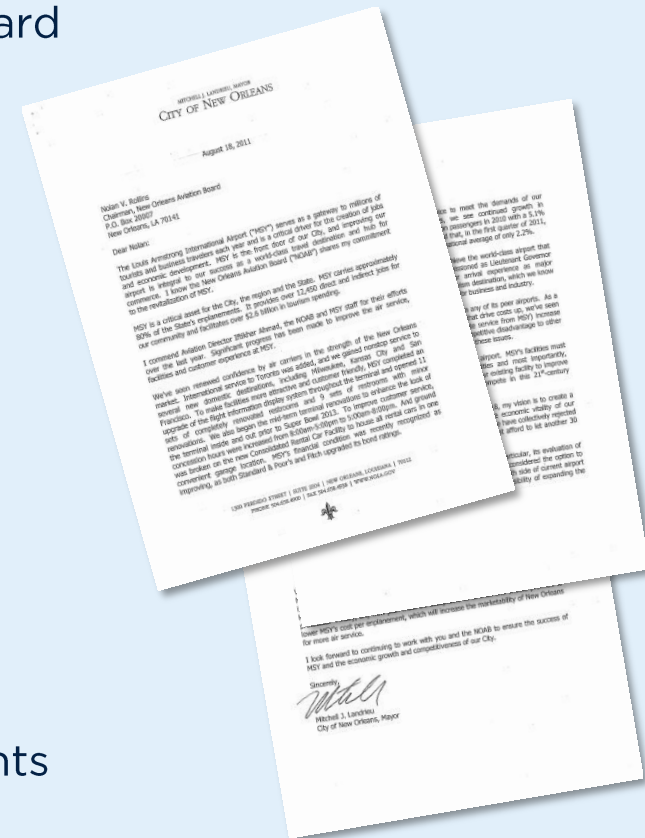 ard
MITCHELL J. LANDRIEU, MAYOR
CITY OF NEW ORLEANS
August 18, 2011
Nolan V. Rollins
Chairman, New Orleans Aviation Board
P.O. Box 20007
New Orleans, LA 70141
Dear Nolan:
The Louis Armstrong International Airport ("MSY") serves as a gateway to millions of
tourists and business travelers each year and is a critical driver for the creation of jobs
and economic development. MSY is the front door of our City, and improving our
airport is integral to our success as a world-class travel destination and hub for
commerce. I know the New Orleans Aviation Board ("NOAB") shares my commitment
to the revitalization of MSY.
MSY is a critical asset for the City, the region and the State. MSY carries approximately
80% of the State's enplanements. It provides over 12,450 direct and indirect jobs for
our community and facilitates over $2.6 billion in tourism spending.
I commend Aviation Director Iftikhar Ahmad, the NOAB and MSY staff for their efforts
over the last year. Significant progress has been made to improve the air service,
facilities and customer experience at MSY.
We've seen renewed confidence by air carriers in the strength of the New Orleans
market. International service to Toronto was added, and we gained nonstop service to
several new domestic destinations, including Milwaukee, Kansas City and San
Francisco. To make facilities more attractive and customer friendly, MSY completed an
upgrade of the flight information display system throughout the terminal and opened 11
sets of completely renovated restrooms and 9 sets of restrooms with minor
renovations. We also began the mid-term terminal renovations to enhance the look of
the terminal inside and out prior to Super Bowl 2013. To improve customer service,
concession hours were increased from 6:00am-5:00pm to 5:00am-8:00pm. And ground
was broken on the new Consolidated Rental Car Facility to house all rental cars in one
convenient garage location. MSY's financial condition was recently recognized as
improving, as both Standard & Poor's and Fitch upgraded its bond ratings.
1300 PERDIDO STREET | SUITE 2E04 | NEW ORLEANS, LOUISIANA | 70112
PHONE 504.658.4900 | FAX 504.658.4938 | WWW.NOLA.GOV
ce to meet the demands of our
we see continued growth in
passengers in 2010 with a 5.1%
that, in the first quarter of 2011,
ational average of only 2.2%.
the world-class airport that
sioned as Lieutenant Governor
arrival experience as major
destination, which we know
r business and industry.
any of its peer airports. As a
that drive costs up, we've seen
service from MSY) increase
petitive disadvantage to other
these issues.
airport. MSY's facilities must
ties and most importantly,
existing facility to improve
mpete in this 21st-century
my vision is to create a
economic vitality of our
have collectively rejected
afford to let another 30
rticular, its evaluation of
considered the option to
side of current airport
ibility of expanding the
lower MSY's cost per enplanement, which will increase the marketability of New Orleans
for more air service.
I look forward to continuing to work with you and the NOAB to ensure the success of
MSY and the economic growth and competitiveness of our City.
Sincerely,
Mitchell J. Landrieu
City of New Orleans, Mayor
nts